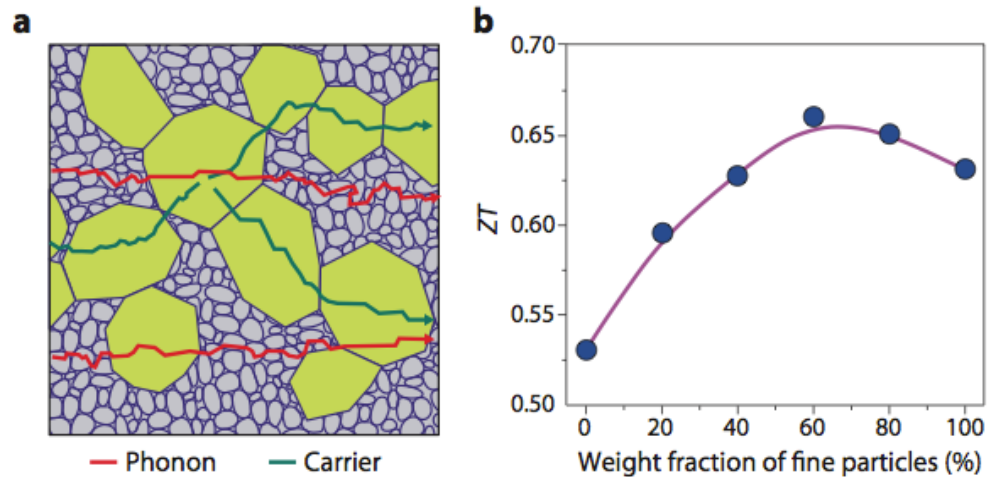 a
Phonon
Carrier
b
ZT
0.70
0.65
0.60
0.55
0.50
0 20 40 60 80 100
Weight fraction of fine particles (%)